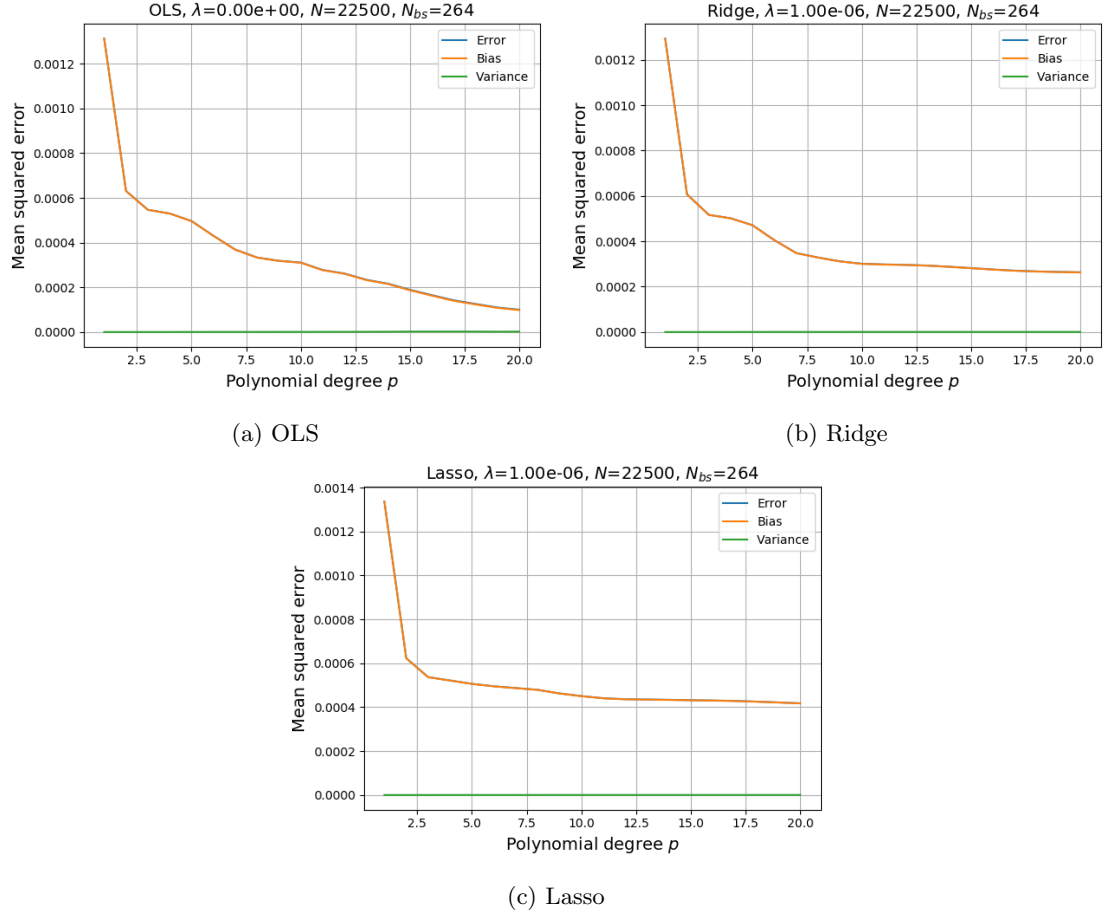 OLS, λ=0.00e+00, N=22500, N_bs=264
Mean squared error
0.0012
0.0010
0.0008
0.0006
0.0004
0.0002
0.0000
Error
Bias
Variance
2.5 5.0 7.5 10.0 12.5 15.0 17.5 20.0
Polynomial degree p
(a) OLS
Ridge, λ=1.00e-06, N=22500, N_bs=264
Mean squared error
0.0012
0.0010
0.0008
0.0006
0.0004
0.0002
0.0000
Error
Bias
Variance
2.5 5.0 7.5 10.0 12.5 15.0 17.5 20.0
Polynomial degree p
(b) Ridge
Lasso, λ=1.00e-06, N=22500, N_bs=264
Mean squared error
0.0014
0.0012
0.0010
0.0008
0.0006
0.0004
0.0002
0.0000
Error
Bias
Variance
2.5 5.0 7.5 10.0 12.5 15.0 17.5 20.0
Polynomial degree p
(c) Lasso